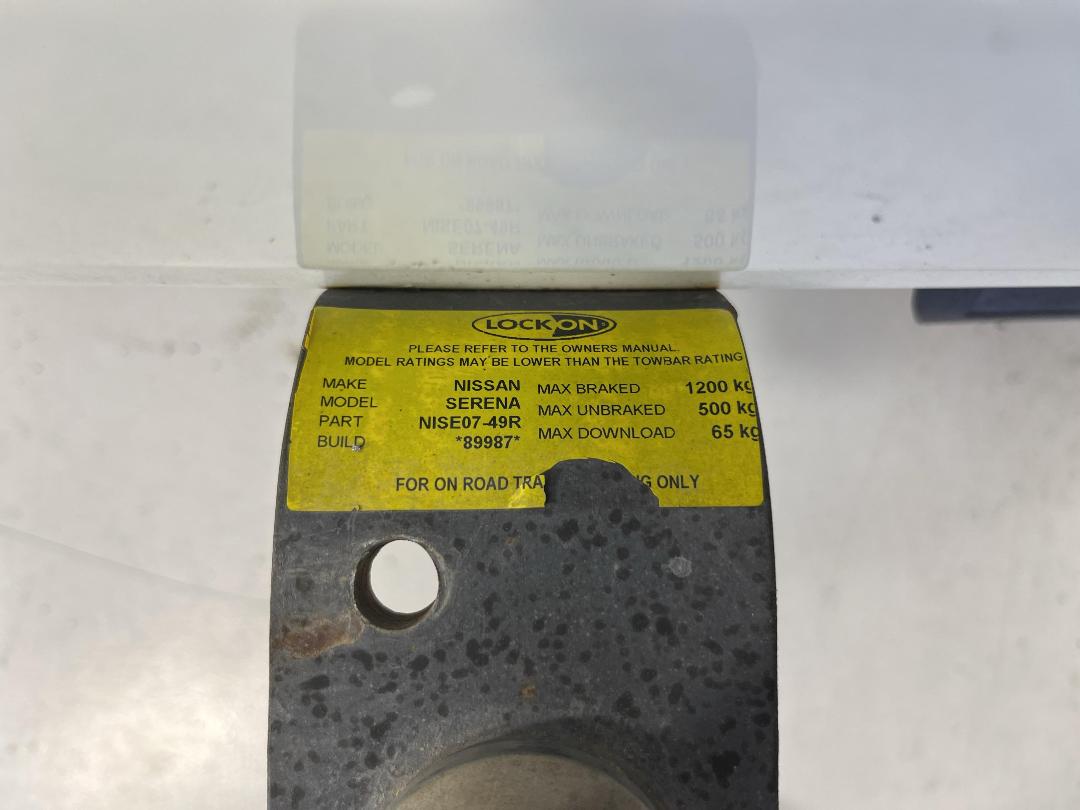 LOCK ON
PLEASE REFER TO THE OWNERS MANUAL.
MODEL RATINGS MAY BE LOWER THAN THE TOWBAR RATING
MAKE NISSAN MAX BRAKED 1200 kg
MODEL SERENA MAX UNBRAKED 500 kg
PART NISE07-49R MAX DOWNLOAD 65 kg
BUILD *89987*
FOR ON ROAD ONLY